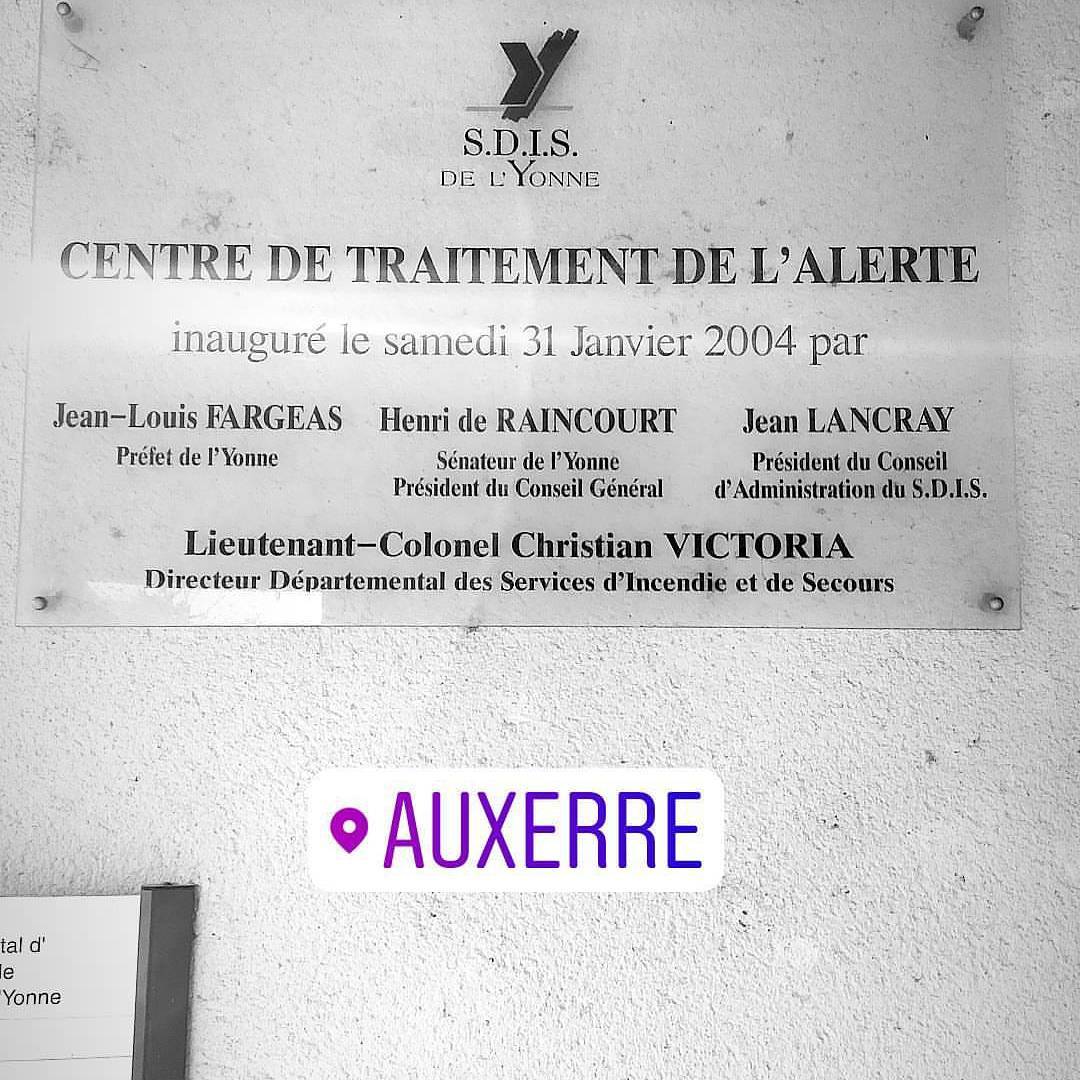 S.D.I.S.
DE L'YONNE
CENTRE DE TRAITEMENT DE L'ALERTE
inauguré le samedi 31 Janvier 2004 par
Jean-Louis FARGEAS Henri de RAINCOURT Jean LANCRAY
Préfet de l'Yonne Sénateur de l'Yonne Président du Conseil
Président du Conseil Général d'Administration du S.D.I.S.
Lieutenant-Colonel Christian VICTORIA
Directeur Départemental des Services d'Incendie et de Secours
AUXERRE
tal d'
le
'Yonne